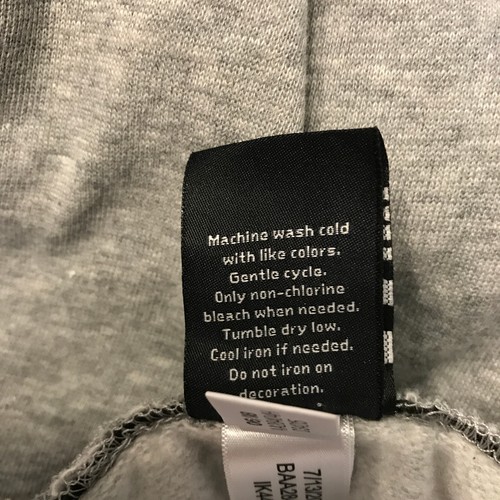 Machine wash cold
with like colors.
Gentle cycle.
Only non-chlorine
bleach when needed.
Tumble dry low.
Cool iron if needed.
Do not iron on
decoration.